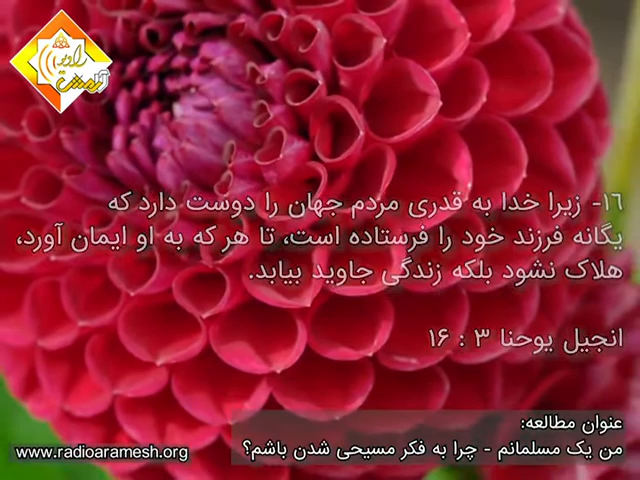 رادیو
آرامش
۱٦- زیرا خدا به قدری مردم جهان را دوست دارد که
یگانه فرزند خود را فرستاده است، تا هر که به او ایمان آورد،
هلاک نشود بلکه زندگی جاوید بیابد.
انجیل یوحنا ۳ : ۱۶
عنوان مطالعه:
من یک مسلمانم - چرا به فکر مسیحی شدن باشم؟
www.radioaramesh.org